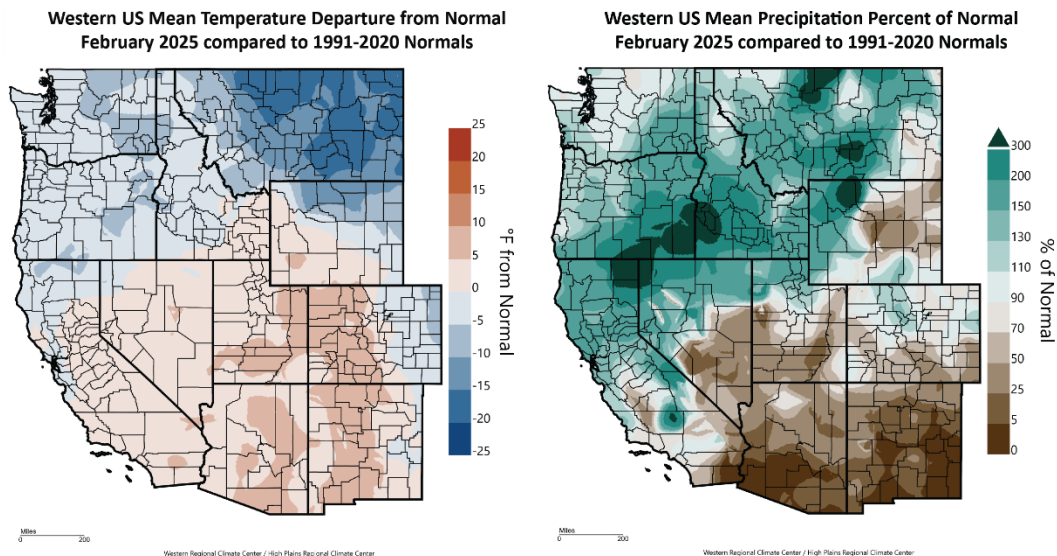 Western US Mean Temperature Departure from Normal
February 2025 compared to 1991-2020 Normals
25
20
15
10
5
0
-5
-10
-15
-20
-25
°F from Normal
Miles
0 200
Western Regional Climate Center / High Plains Regional Climate Center
Western US Mean Precipitation Percent of Normal
February 2025 compared to 1991-2020 Normals
300
200
150
130
110
90
70
50
25
5
0
% of Normal
Miles
0 200
Western Regional Climate Center / High Plains Regional Climate Center